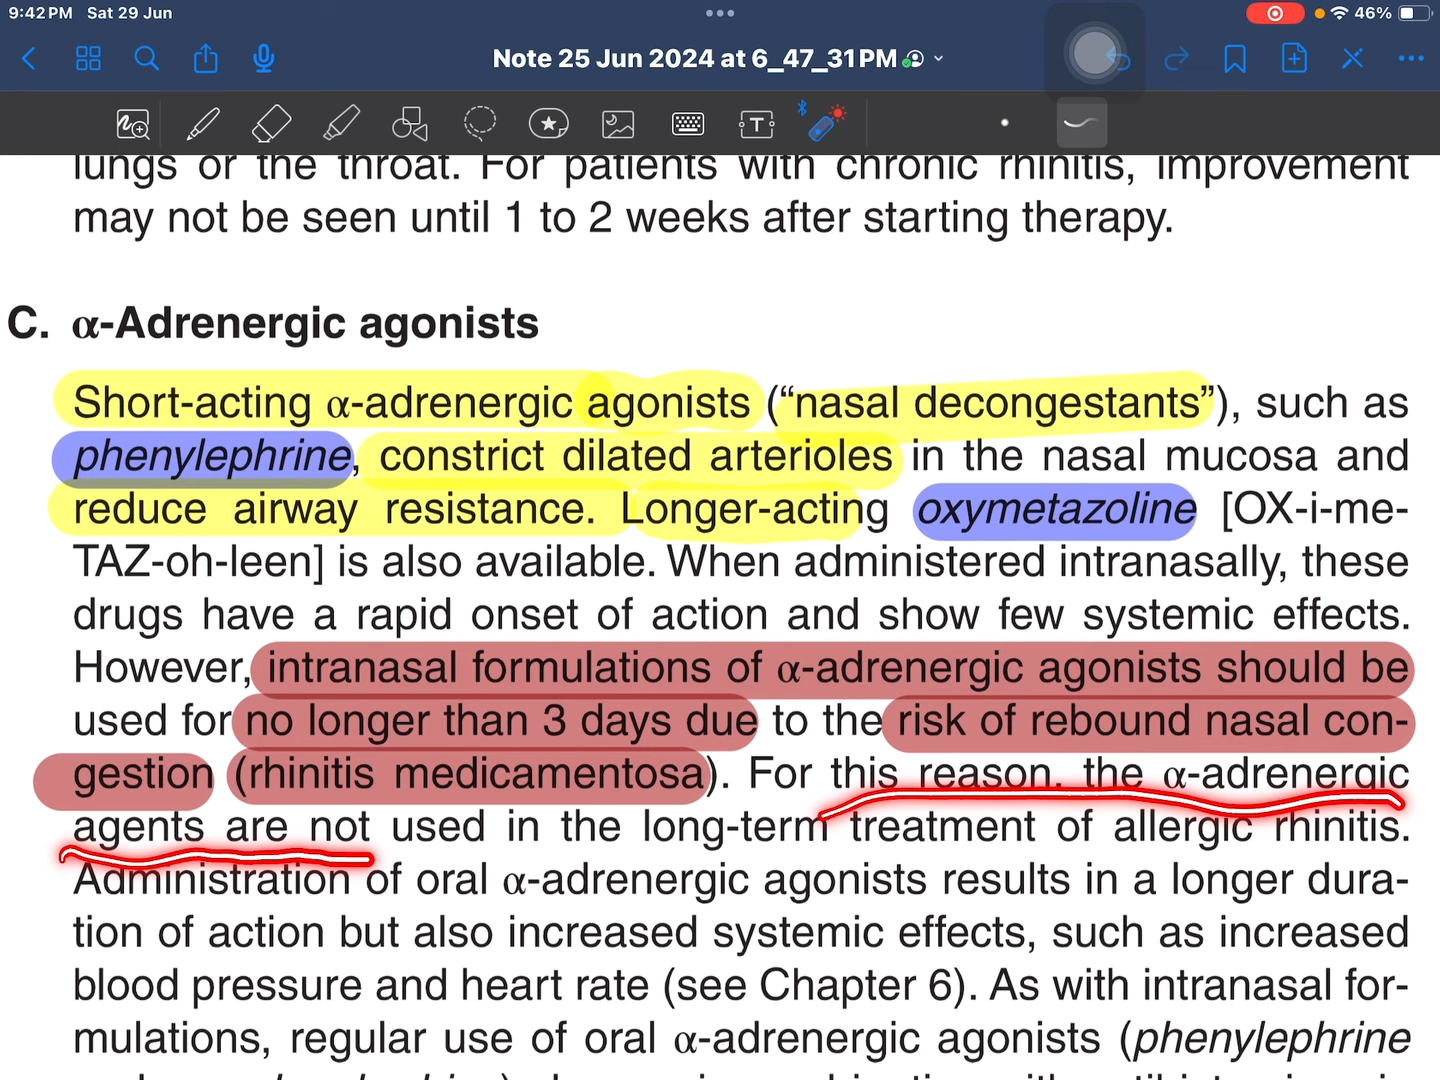 9:42 PM Sat 29 Jun
46%
Note 25 Jun 2024 at 6_47_31 PM
lungs or the throat. For patients with chronic rhinitis, improvement
may not be seen until 1 to 2 weeks after starting therapy.
C. α-Adrenergic agonists
Short-acting α-adrenergic agonists (“nasal decongestants”), such as
phenylephrine, constrict dilated arterioles in the nasal mucosa and
reduce airway resistance. Longer-acting oxymetazoline [OX-i-me-
TAZ-oh-leen] is also available. When administered intranasally, these
drugs have a rapid onset of action and show few systemic effects.
However, intranasal formulations of α-adrenergic agonists should be
used for no longer than 3 days due to the risk of rebound nasal con-
gestion (rhinitis medicamentosa). For this reason, the α-adrenergic
agents are not used in the long-term treatment of allergic rhinitis.
Administration of oral α-adrenergic agonists results in a longer dura-
tion of action but also increased systemic effects, such as increased
blood pressure and heart rate (see Chapter 6). As with intranasal for-
mulations, regular use of oral α-adrenergic agonists (phenylephrine